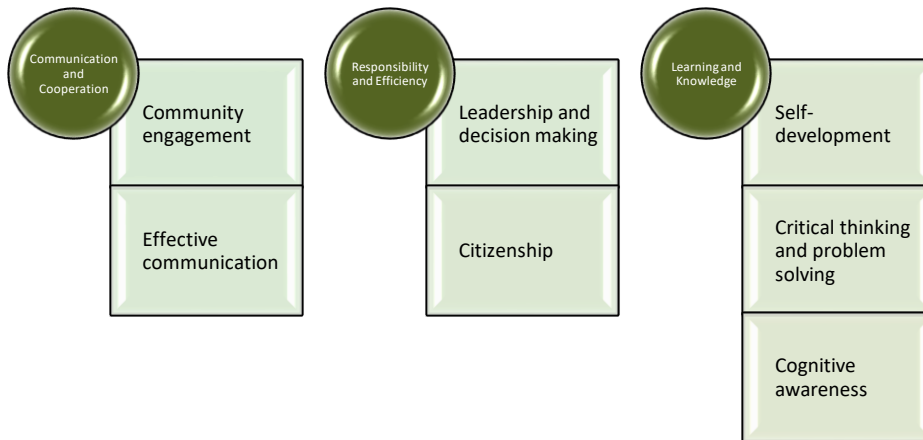 Communication
and
Cooperation
Community
engagement
Effective
communication
Responsibility
and Efficiency
Leadership and
decision making
Citizenship
Learning and
Knowledge
Self-
development
Critical thinking
and problem
solving
Cognitive
awareness